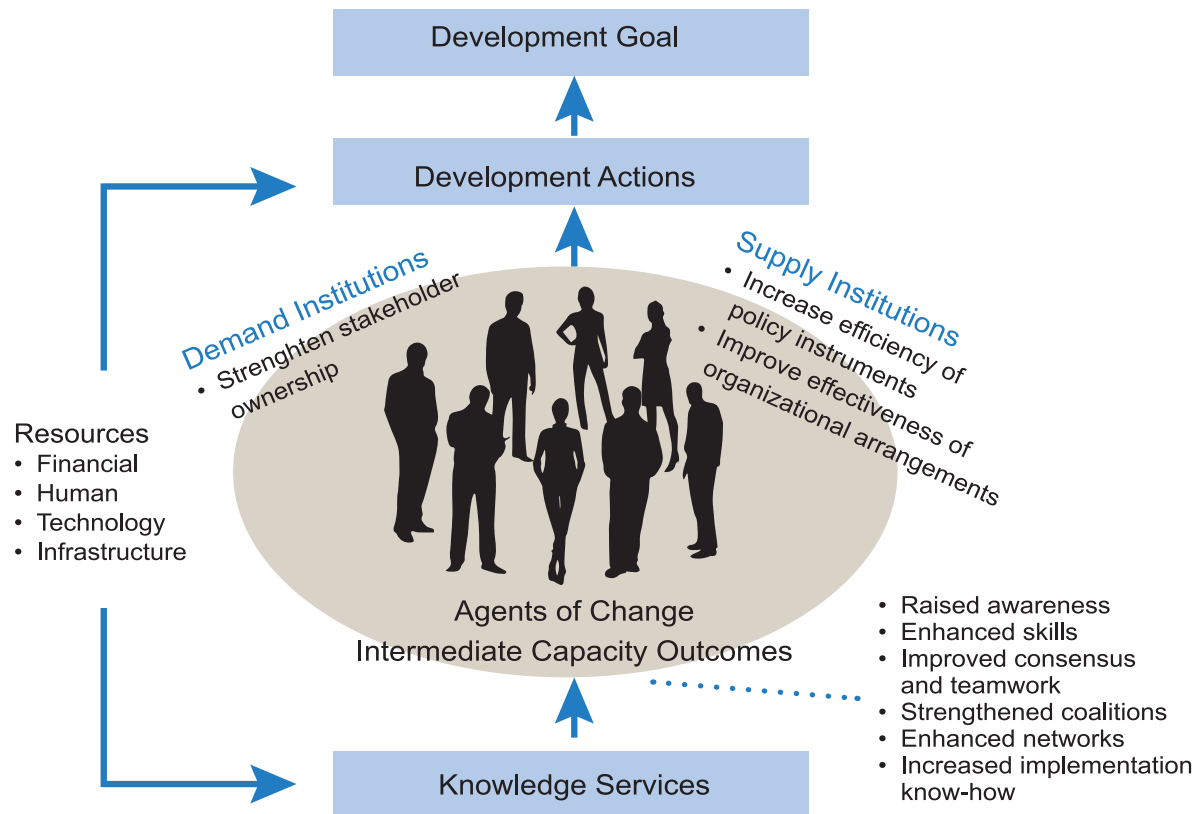 Development Goal
Development Actions
Demand Institutions
• Strenghten stakeholder
ownership
Supply Institutions
• Increase efficiency of
policy instruments
• Improve effectiveness of
organizational arrangements
Resources
• Financial
• Human
• Technology
• Infrastructure
Agents of Change
Intermediate Capacity Outcomes
• Raised awareness
• Enhanced skills
• Improved consensus
and teamwork
• Strengthened coalitions
• Enhanced networks
• Increased implementation
know-how
Knowledge Services